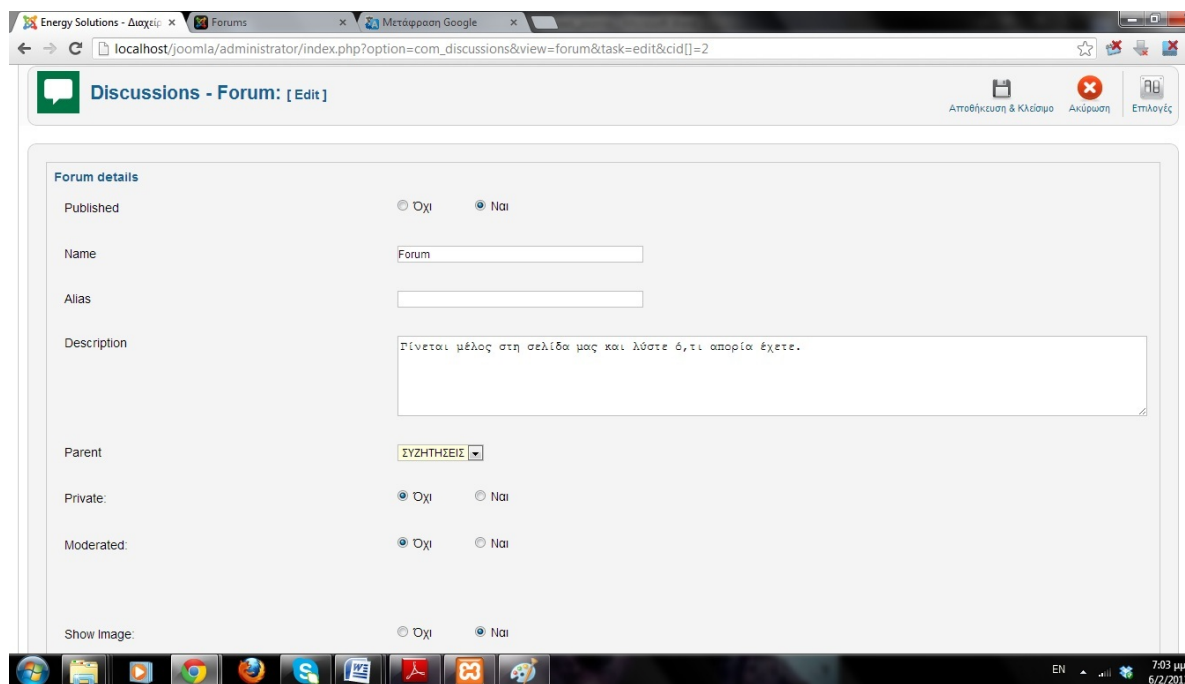 Energy Solutions - Διαχείρ
Forums
Μετάφραση Google
localhost/joomla/administrator/index.php?option=com_discussions&view=forum&task=edit&cid[]=2
Discussions - Forum: [ Edit ]
Αποθήκευση & Κλείσιμο Ακύρωση Επιλογές
Forum details
Published Όχι Ναι
Name Forum
Alias
Description Γίνεται μέλος στη σελίδα μας και λύστε ό,τι απορία έχετε.
Parent ΣΥΖΗΤΗΣΕΙΣ
Private: Όχι Ναι
Moderated: Όχι Ναι
Show Image: Όχι Ναι
EN 7:03 μμ
6/2/201